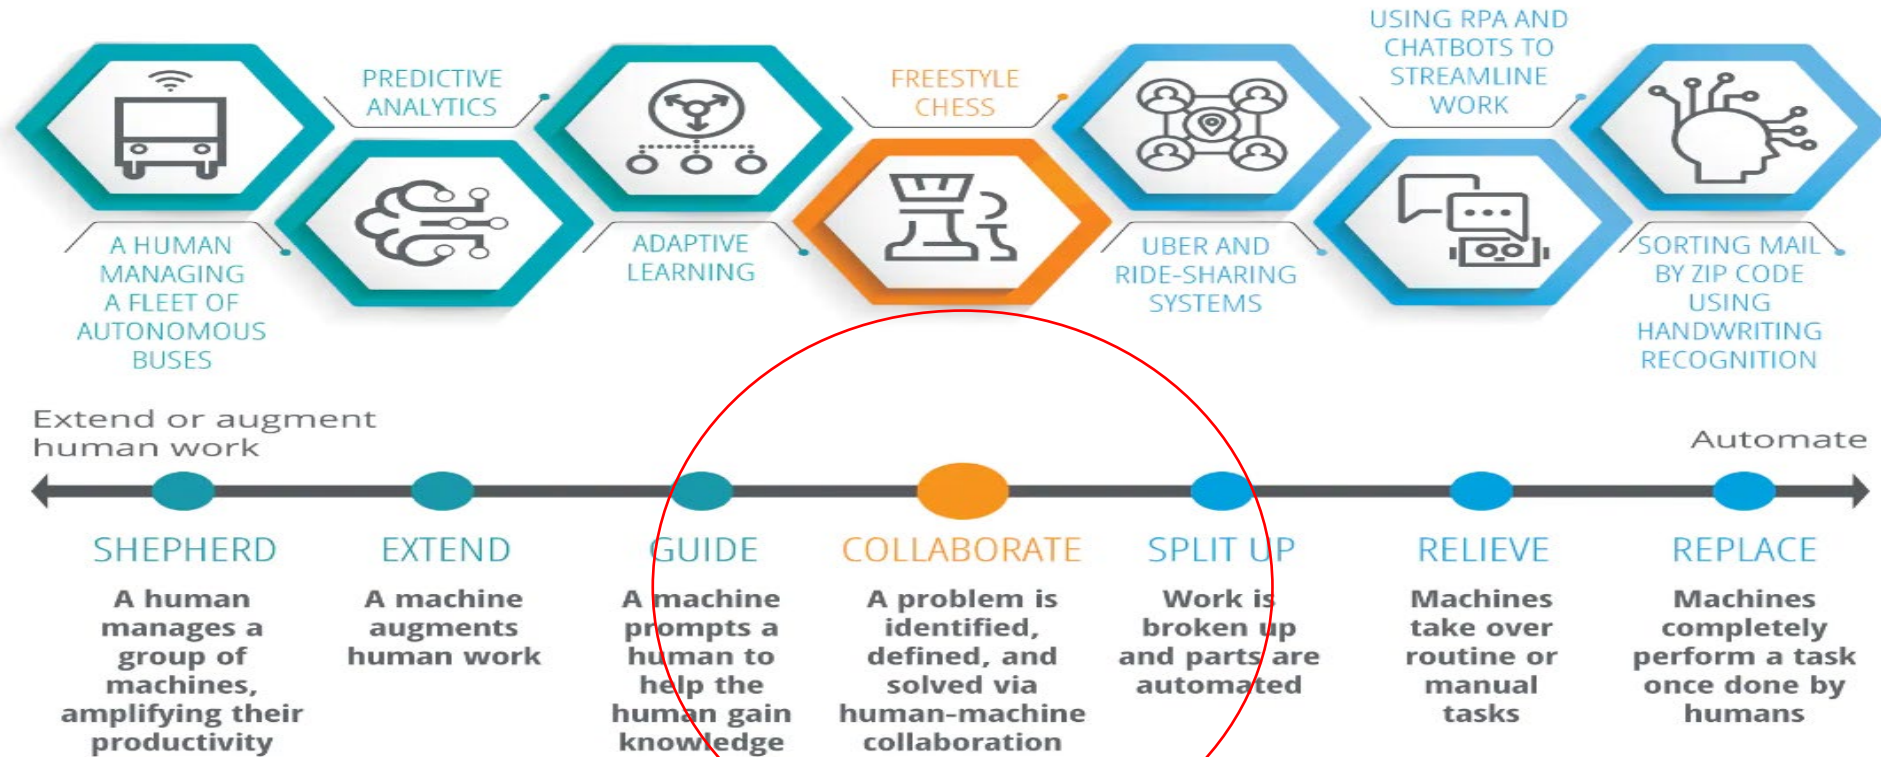 PREDICTIVE
ANALYTICS
FREESTYLE
CHESS
USING RPA AND
CHATBOTS TO
STREAMLINE
WORK
A HUMAN
MANAGING
A FLEET OF
AUTONOMOUS
BUSES
ADAPTIVE
LEARNING
UBER AND
RIDE-SHARING
SYSTEMS
SORTING MAIL
BY ZIP CODE
USING
HANDWRITING
RECOGNITION
Extend or augment
human work
Automate
SHEPHERD
A human
manages a
group of
machines,
amplifying their
productivity
EXTEND
A machine
augments
human work
GUIDE
A machine
prompts a
human to
help the
human gain
knowledge
COLLABORATE
A problem is
identified,
defined, and
solved via
human-machine
collaboration
SPLIT UP
Work is
broken up
and parts are
automated
RELIEVE
Machines
take over
routine or
manual
tasks
REPLACE
Machines
completely
perform a task
once done by
humans